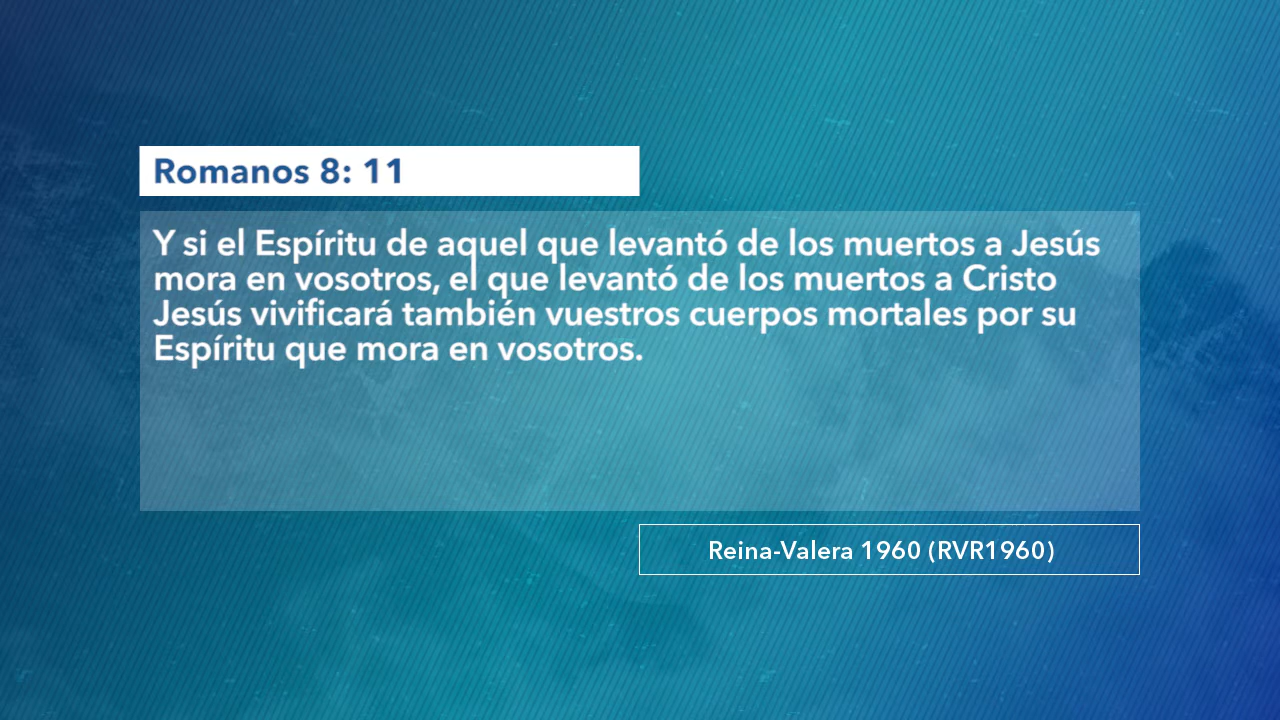 Romanos 8: 11
Y si el Espíritu de aquel que levantó de los muertos a Jesús
mora en vosotros, el que levantó de los muertos a Cristo
Jesús vivificará también vuestros cuerpos mortales por su
Espíritu que mora en vosotros.
Reina-Valera 1960 (RVR1960)